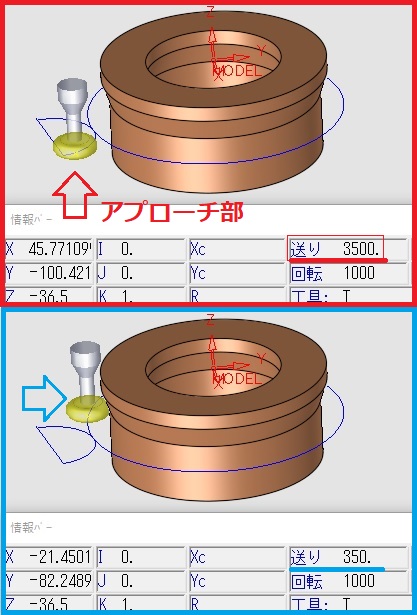 Z
Y
X
MODEL
アプローチ部
情報バー
X 45.77109 I 0. Xc 送り 3500.
Y -100.421 J 0. Yc 回転 1000
Z -36.5 K 1. R 工具: T
Z
Y
X
MODEL
情報バー
X -21.4501 I 0. Xc 送り 350.
Y -82.2489 J 0. Yc 回転 1000
Z -36.5 K 1. R 工具: T